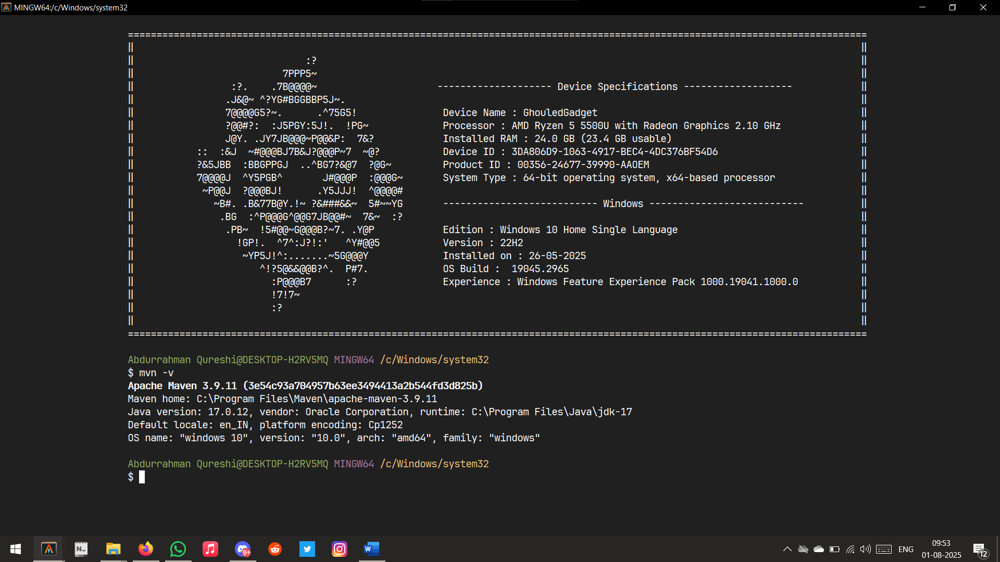 MINGW64:/c/Windows/system32
=================================================================================================================================
||                                                                                                                             ||
||                              :?                                                                                             ||
||                          7PPP5~                                                                                             ||
||                 :?.    .7B@@@@~                     -------------------- Device Specifications -------------------            ||
||                .J&@~ ^?YG#BGGBBP5J~.                                                                                        ||
||                7@@@@G5?~.      .^75G5!               Device Name : GhouledGadget                                              ||
||                ?@@#?:  :J5PGY:5J!.  !PG~             Processor : AMD Ryzen 5 5500U with Radeon Graphics 2.10 GHz              ||
||                J@Y. .JY7JB@@@~P@@&P:  7&?            Installed RAM : 24.0 GB (23.4 GB usable)                                 ||
||           ::  :&J  ~#@@@BJ7B&J?@@@P~7  ~@?           Device ID : 3DA806D9-1063-4917-BEC4-4DC376BF54D6                         ||
||           ?&5JBB  :BBGPPGJ  ..^BG7?&@7  ?@G~         Product ID : 00356-24677-39990-AAOEM                                     ||
||           7@@@@J  ^Y5PGB^       J#@@@P  :@@@G~       System Type : 64-bit operating system, x64-based processor               ||
||            ~P@@J  ?@@@BJ!      .Y5JJJ!  ^@@@@#                                                                              ||
||              ~B#. .B&77B@Y.!~ ?&###&&~  5#~~YG       --------------------------- Windows ---------------------------          ||
||               .BG  :^P@@@G^@@G7JB@@#~  7&~  :?                                                                              ||
||                .PB~  !5#@@~G@@@B?~7. .Y@P            Edition : Windows 10 Home Single Language                                ||
||                  !GP!.  ^7^:J?!:'   ^Y#@@5           Version : 22H2                                                           ||
||                   ~YP5J!^:.......~5G@@@Y             Installed on : 26-05-2025                                                ||
||                      ^!?5@&&@@B?^.  P#7.             OS Build :  19045.2965                                                   ||
||                        :P@@@B7      :?               Experience : Windows Feature Experience Pack 1000.19041.1000.0           ||
||                        !7!7~                                                                                                ||
||                        :?                                                                                                   ||
||                                                                                                                             ||
=================================================================================================================================
Abdurrahman Qureshi@DESKTOP-H2RV5MQ MINGW64 /c/Windows/system32
$ mvn -v
Apache Maven 3.9.11 (3e54c93a704957b63ee3494413a2b544fd3d825b)
Maven home: C:\Program Files\Maven\apache-maven-3.9.11
Java version: 17.0.12, vendor: Oracle Corporation, runtime: C:\Program Files\Java\jdk-17
Default locale: en_IN, platform encoding: Cp1252
OS name: "windows 10", version: "10.0", arch: "amd64", family: "windows"
Abdurrahman Qureshi@DESKTOP-H2RV5MQ MINGW64 /c/Windows/system32
$
N_
9+
W
ENG
09:53
01-08-2025
12